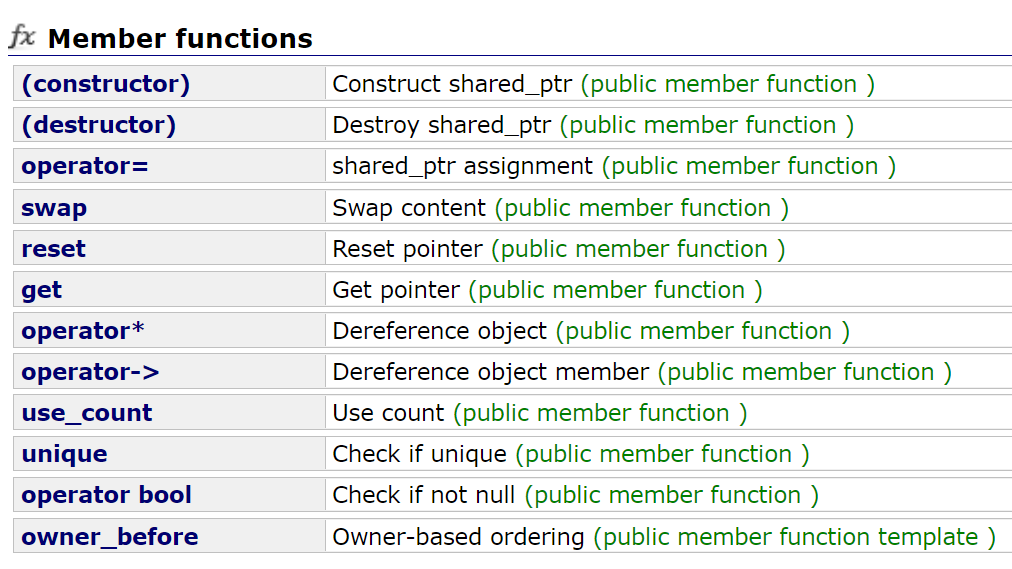 fx Member functions
(constructor) Construct shared_ptr (public member function )
(destructor) Destroy shared_ptr (public member function )
operator= shared_ptr assignment (public member function )
swap Swap content (public member function )
reset Reset pointer (public member function )
get Get pointer (public member function )
operator* Dereference object (public member function )
operator-> Dereference object member (public member function )
use_count Use count (public member function )
unique Check if unique (public member function )
operator bool Check if not null (public member function )
owner_before Owner-based ordering (public member function template )